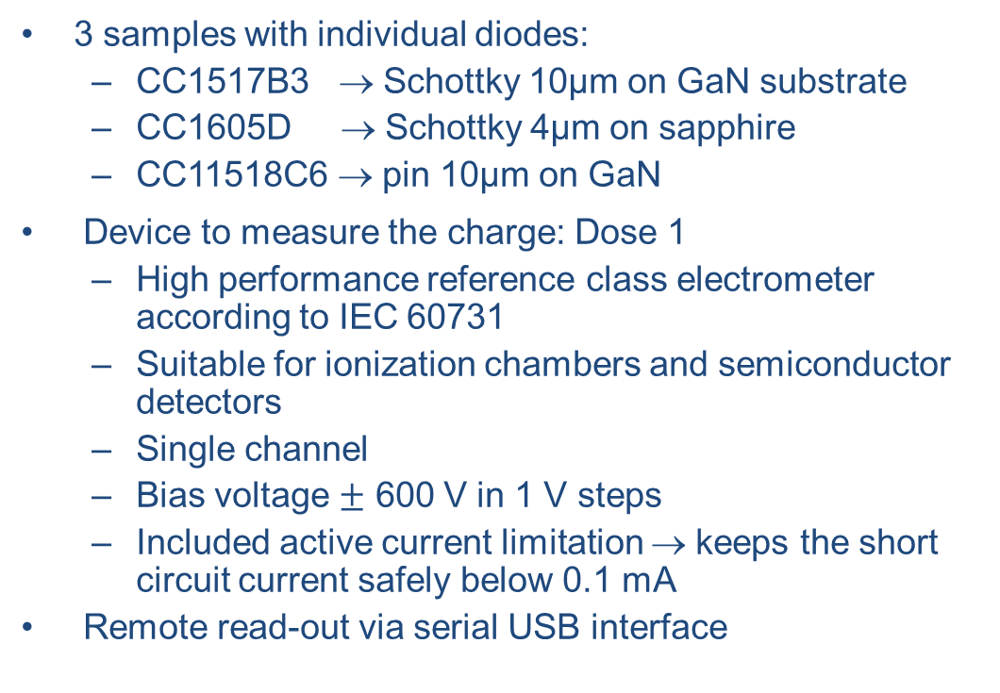 • 3 samples with individual diodes:
– CC1517B3 → Schottky 10µm on GaN substrate
– CC1605D → Schottky 4µm on sapphire
– CC11518C6 → pin 10µm on GaN
• Device to measure the charge: Dose 1
– High performance reference class electrometer
according to IEC 60731
– Suitable for ionization chambers and semiconductor
detectors
– Single channel
– Bias voltage ± 600 V in 1 V steps
– Included active current limitation → keeps the short
circuit current safely below 0.1 mA
• Remote read-out via serial USB interface